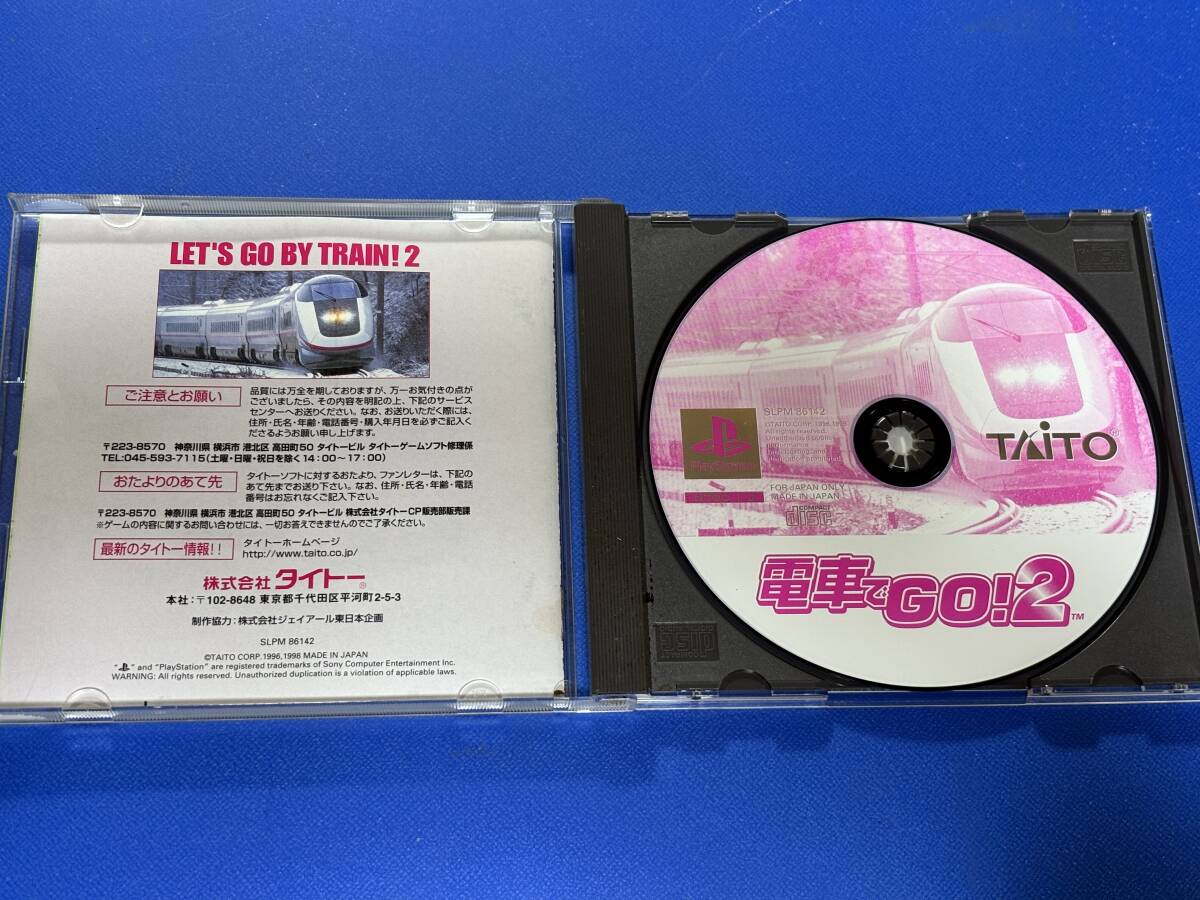 LET'S GO BY TRAIN! 2
ご注意とお願い
品質には万全を期しておりますが、万一お気付きの点が
ございましたら、その内容を明記の上、下記のサービス
センターへお送りください。なお、お送りいただく際には、
住所・氏名・年齢・電話番号・購入年月日を必ずご記入く
ださるようお願い申し上げます。
〒223-8570 神奈川県 横浜市 港北区 高田町50 タイトービル タイトーゲームソフト修理係
TEL:045-593-7115(土曜・日曜・祝日を除く14:00~17:00)
おたよりのあて先
タイトーソフトに対するおたより、ファンレターは、下記の
あて先までお送り下さい。なお、住所・氏名・年齢・電話
番号はお忘れなくご記入下さい。
〒223-8570 神奈川県 横浜市 港北区 高田町50 タイトービル 株式会社タイトーCP販売部販売課
※ゲームの内容に関するお問い合わせには、一切お答えできませんのでご了承ください。
最新のタイトー情報!!
タイトーホームページ
http://www.taito.co.jp/
株式会社 タイトー®
本社:〒102-8648 東京都千代田区平河町2-5-3
制作協力:株式会社ジェイアール東日本企画
SLPM 86142
©TAITO CORP.1996,1998 MADE IN JAPAN
" " and "PlayStation" are registered trademarks of Sony Computer Entertainment Inc.
WARNING: All rights reserved. Unauthorized duplication is a violation of applicable laws.
SLPM 86142
©TAITO CORP. 1996,1998
All rights reserved.
PlayStation
FOR JAPAN ONLY
MADE IN JAPAN
COMPACT
disc
TAITO
電車でGO!2™